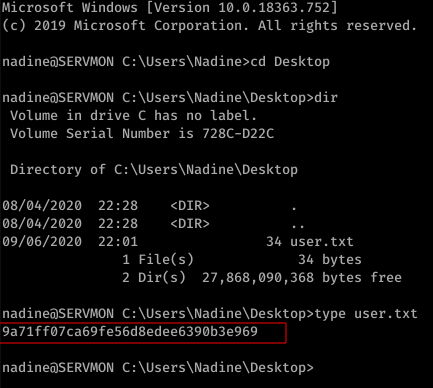 Microsoft Windows [Version 10.0.18363.752]
(c) 2019 Microsoft Corporation. All rights reserved.
nadine@SERVMON C:\Users\Nadine>cd Desktop
nadine@SERVMON C:\Users\Nadine\Desktop>dir
Volume in drive C has no label.
Volume Serial Number is 728C-D22C
Directory of C:\Users\Nadine\Desktop
08/04/2020  22:28    <DIR>          .
08/04/2020  22:28    <DIR>          ..
09/06/2020  22:01                34 user.txt
1 File(s)             34 bytes
2 Dir(s)  27,868,090,368 bytes free
nadine@SERVMON C:\Users\Nadine\Desktop>type user.txt
9a71ff07ca69fe56d8edee6390b3e969
nadine@SERVMON C:\Users\Nadine\Desktop>